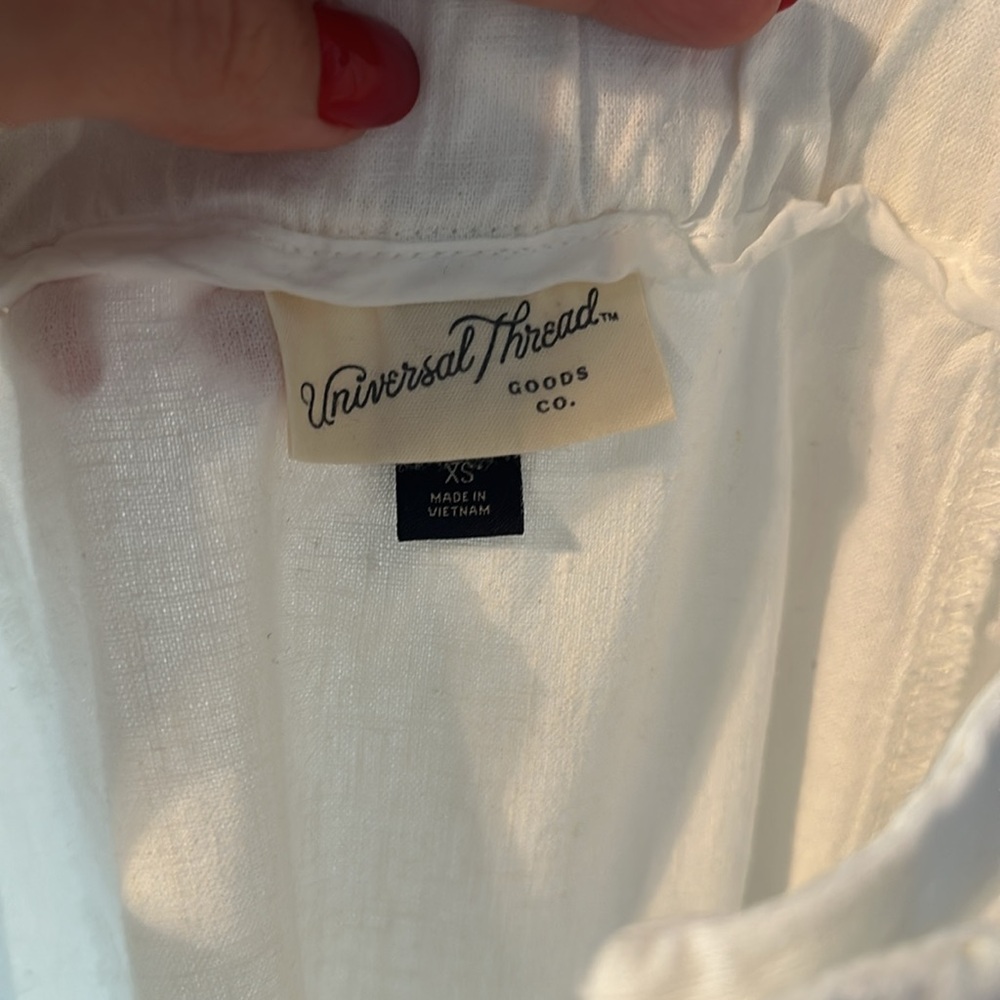 Universal Thread™
GOODS
CO.
XS
MADE IN
VIETNAM